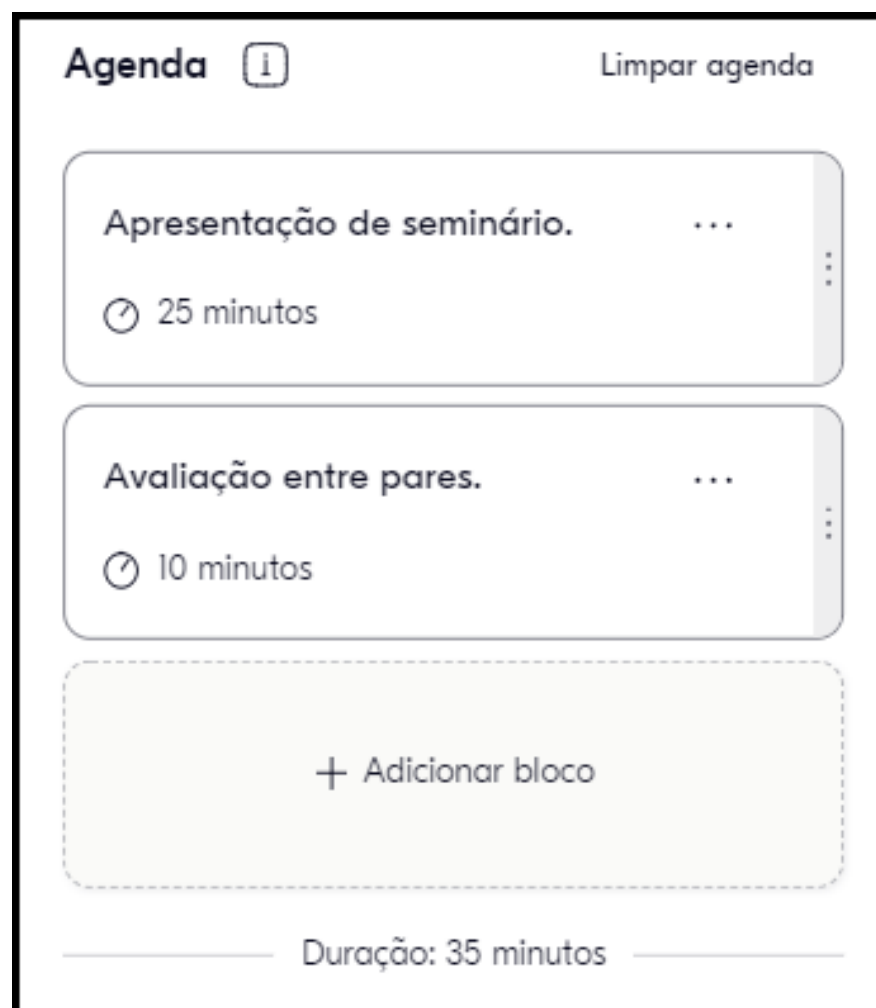 Agenda i Limpar agenda
Apresentação de seminário. ...
25 minutos
Avaliação entre pares. ...
10 minutos
+ Adicionar bloco
Duração: 35 minutos